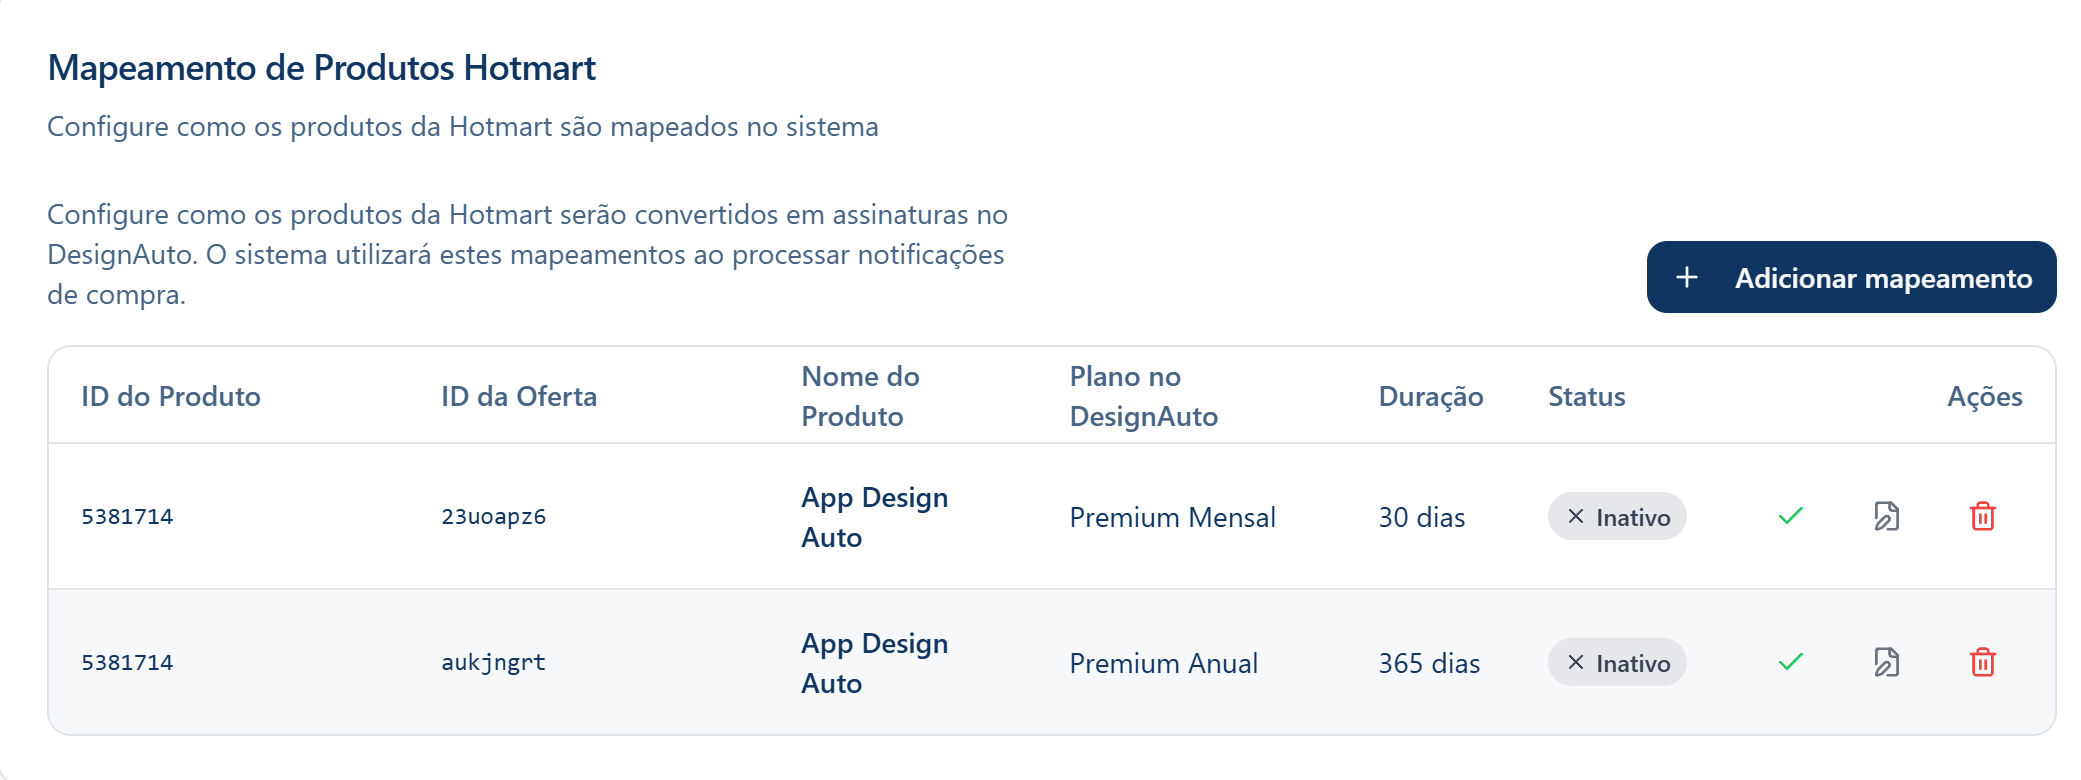 Mapeamento de Produtos Hotmart
Configure como os produtos da Hotmart são mapeados no sistema
Configure como os produtos da Hotmart serão convertidos em assinaturas no
DesignAuto. O sistema utilizará estes mapeamentos ao processar notificações
de compra.
+ Adicionar mapeamento
ID do Produto ID da Oferta Nome do Produto Plano no DesignAuto Duração Status Ações
5381714 23uoapz6 App Design Auto Premium Mensal 30 dias Inativo
5381714 aukjngrt App Design Auto Premium Anual 365 dias Inativo